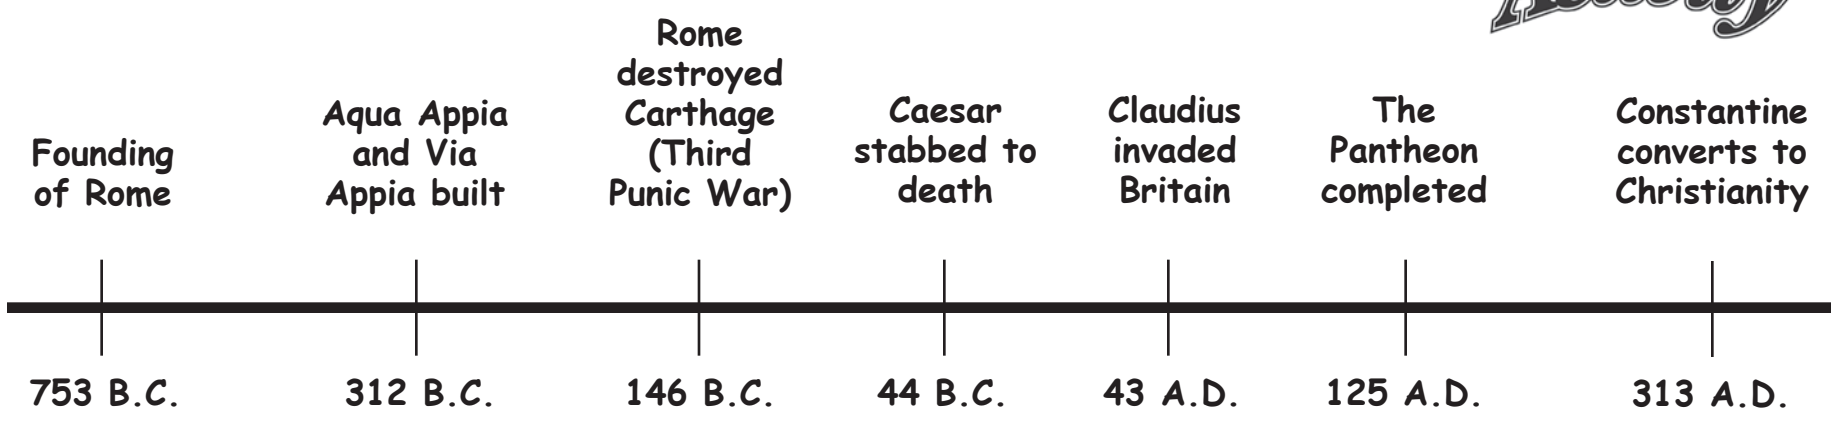 Founding
of Rome
Aqua Appia
and Via
Appia built
Rome
destroyed
Carthage
(Third
Punic War)
Caesar
stabbed to
death
Claudius
invaded
Britain
The
Pantheon
completed
Constantine
converts to
Christianity
753 B.C.
312 B.C.
146 B.C.
44 B.C.
43 A.D.
125 A.D.
313 A.D.